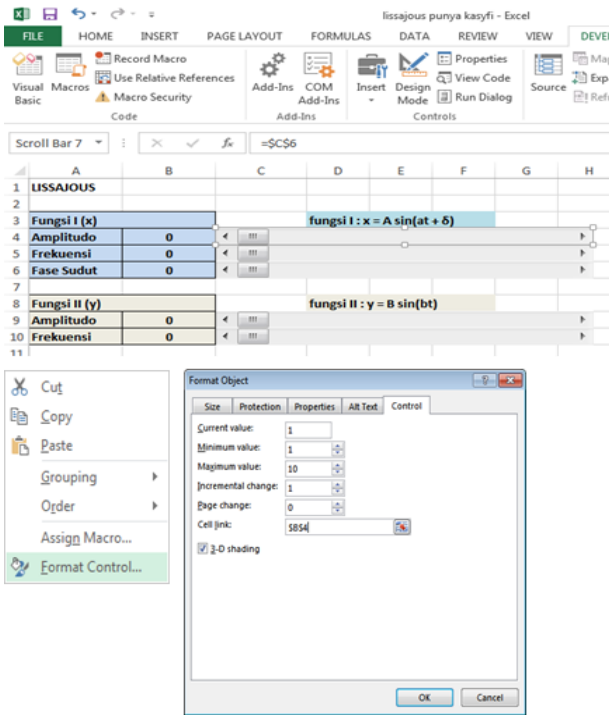 lissajous punya kasyfi - Excel
FILE HOME INSERT PAGE LAYOUT FORMULAS DATA REVIEW VIEW DEVE
Visual Basic
Macros
Record Macro
Use Relative References
Macro Security
Code
Add-Ins
COM Add-Ins
Add-Ins
Insert
Design Mode
Properties
View Code
Run Dialog
Controls
Source
Map
Exp
Refr
Scroll Bar 7 fx =$C$6
A B C D E F G H
1 LISSAJOUS
2
3 Fungsi I (x) fungsi I : x = A sin(at + δ)
4 Amplitudo 0
5 Frekuensi 0
6 Fase Sudut 0
7
8 Fungsi II (y) fungsi II : y = B sin(bt)
9 Amplitudo 0
10 Frekuensi 0
11
Cut
Copy
Paste
Grouping
Order
Assign Macro...
Format Control...
Format Object
Size Protection Properties Alt Text Control
Current value: 1
Minimum value: 1
Maximum value: 10
Incremental change: 1
Page change: 0
Cell link: $B$4
3-D shading
OK Cancel